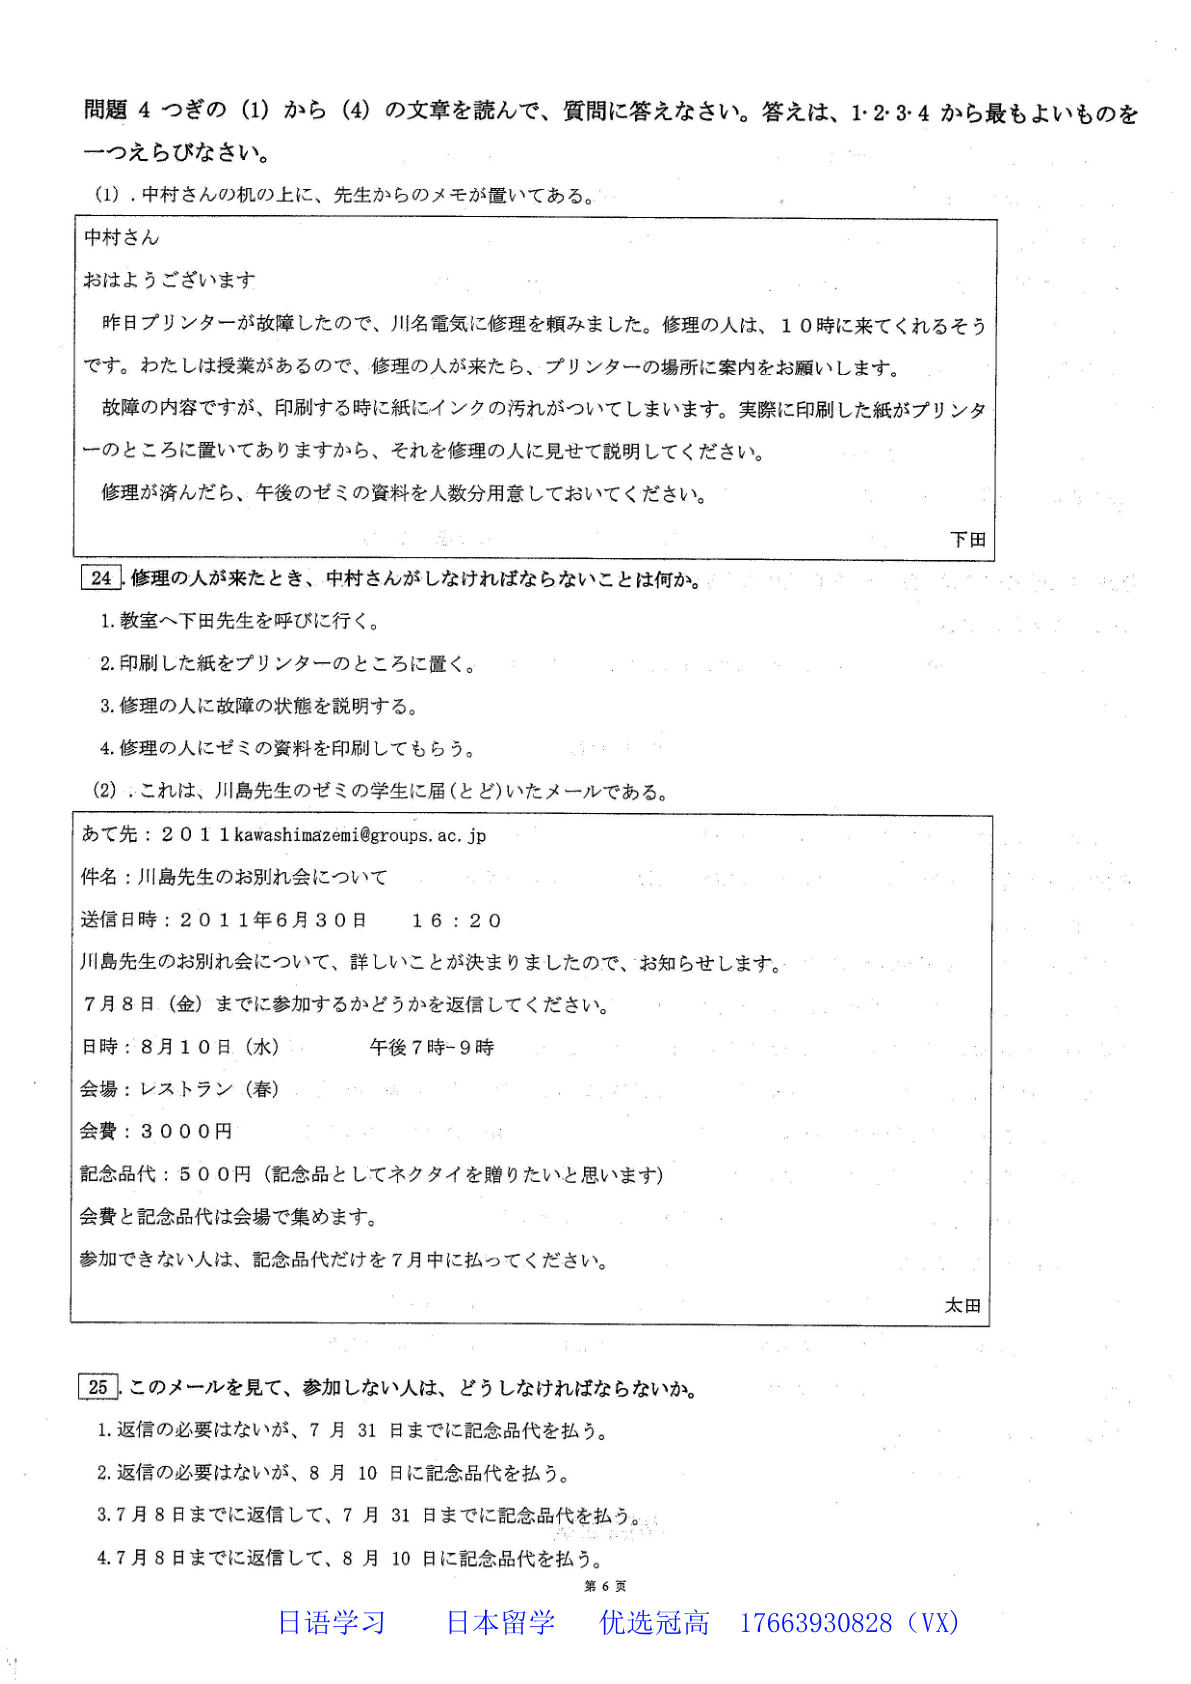 問題 4 つぎの（1）から（4）の文章を読んで、質問に答えなさい。答えは、1･2･3･4 から最もよいものを
一つえらびなさい。
（1）.中村さんの机の上に、先生からのメモが置いてある。
中村さん
おはようございます
昨日プリンターが故障したので、川名電気に修理を頼みました。修理の人は、１０時に来てくれるそう
です。わたしは授業があるので、修理の人が来たら、プリンターの場所に案内をお願いします。
故障の内容ですが、印刷する時に紙にインクの汚れがついてしまいます。実際に印刷した紙がプリンタ
ーのところに置いてありますから、それを修理の人に見せて説明してください。
修理が済んだら、午後のゼミの資料を人数分用意しておいてください。
下田
24.修理の人が来たとき、中村さんがしなければならないことは何か。
1.教室へ下田先生を呼びに行く。
2.印刷した紙をプリンターのところに置く。
3.修理の人に故障の状態を説明する。
4.修理の人にゼミの資料を印刷してもらう。
（2）.これは、川島先生のゼミの学生に届(とど)いたメールである。
あて先：２０１１kawashimazemi@groups.ac.jp
件名：川島先生のお別れ会について
送信日時：２０１１年６月３０日　　１６：２０
川島先生のお別れ会について、詳しいことが決まりましたので、お知らせします。
７月８日（金）までに参加するかどうかを返信してください。
日時：８月１０日（水）　　　　午後７時-９時
会場：レストラン（春）
会費：３０００円
記念品代：５００円（記念品としてネクタイを贈りたいと思います）
会費と記念品代は会場で集めます。
参加できない人は、記念品代だけを７月中に払ってください。
太田
25.このメールを見て、参加しない人は、どうしなければならないか。
1.返信の必要はないが、7 月 31 日までに記念品代を払う。
2.返信の必要はないが、8 月 10 日に記念品代を払う。
3.7月8日までに返信して、7 月 31 日までに記念品代を払う。
4.7月8日までに返信して、8 月 10 日に記念品代を払う。
第 6 页
日语学习　　日本留学　　优选冠高　17663930828（VX）